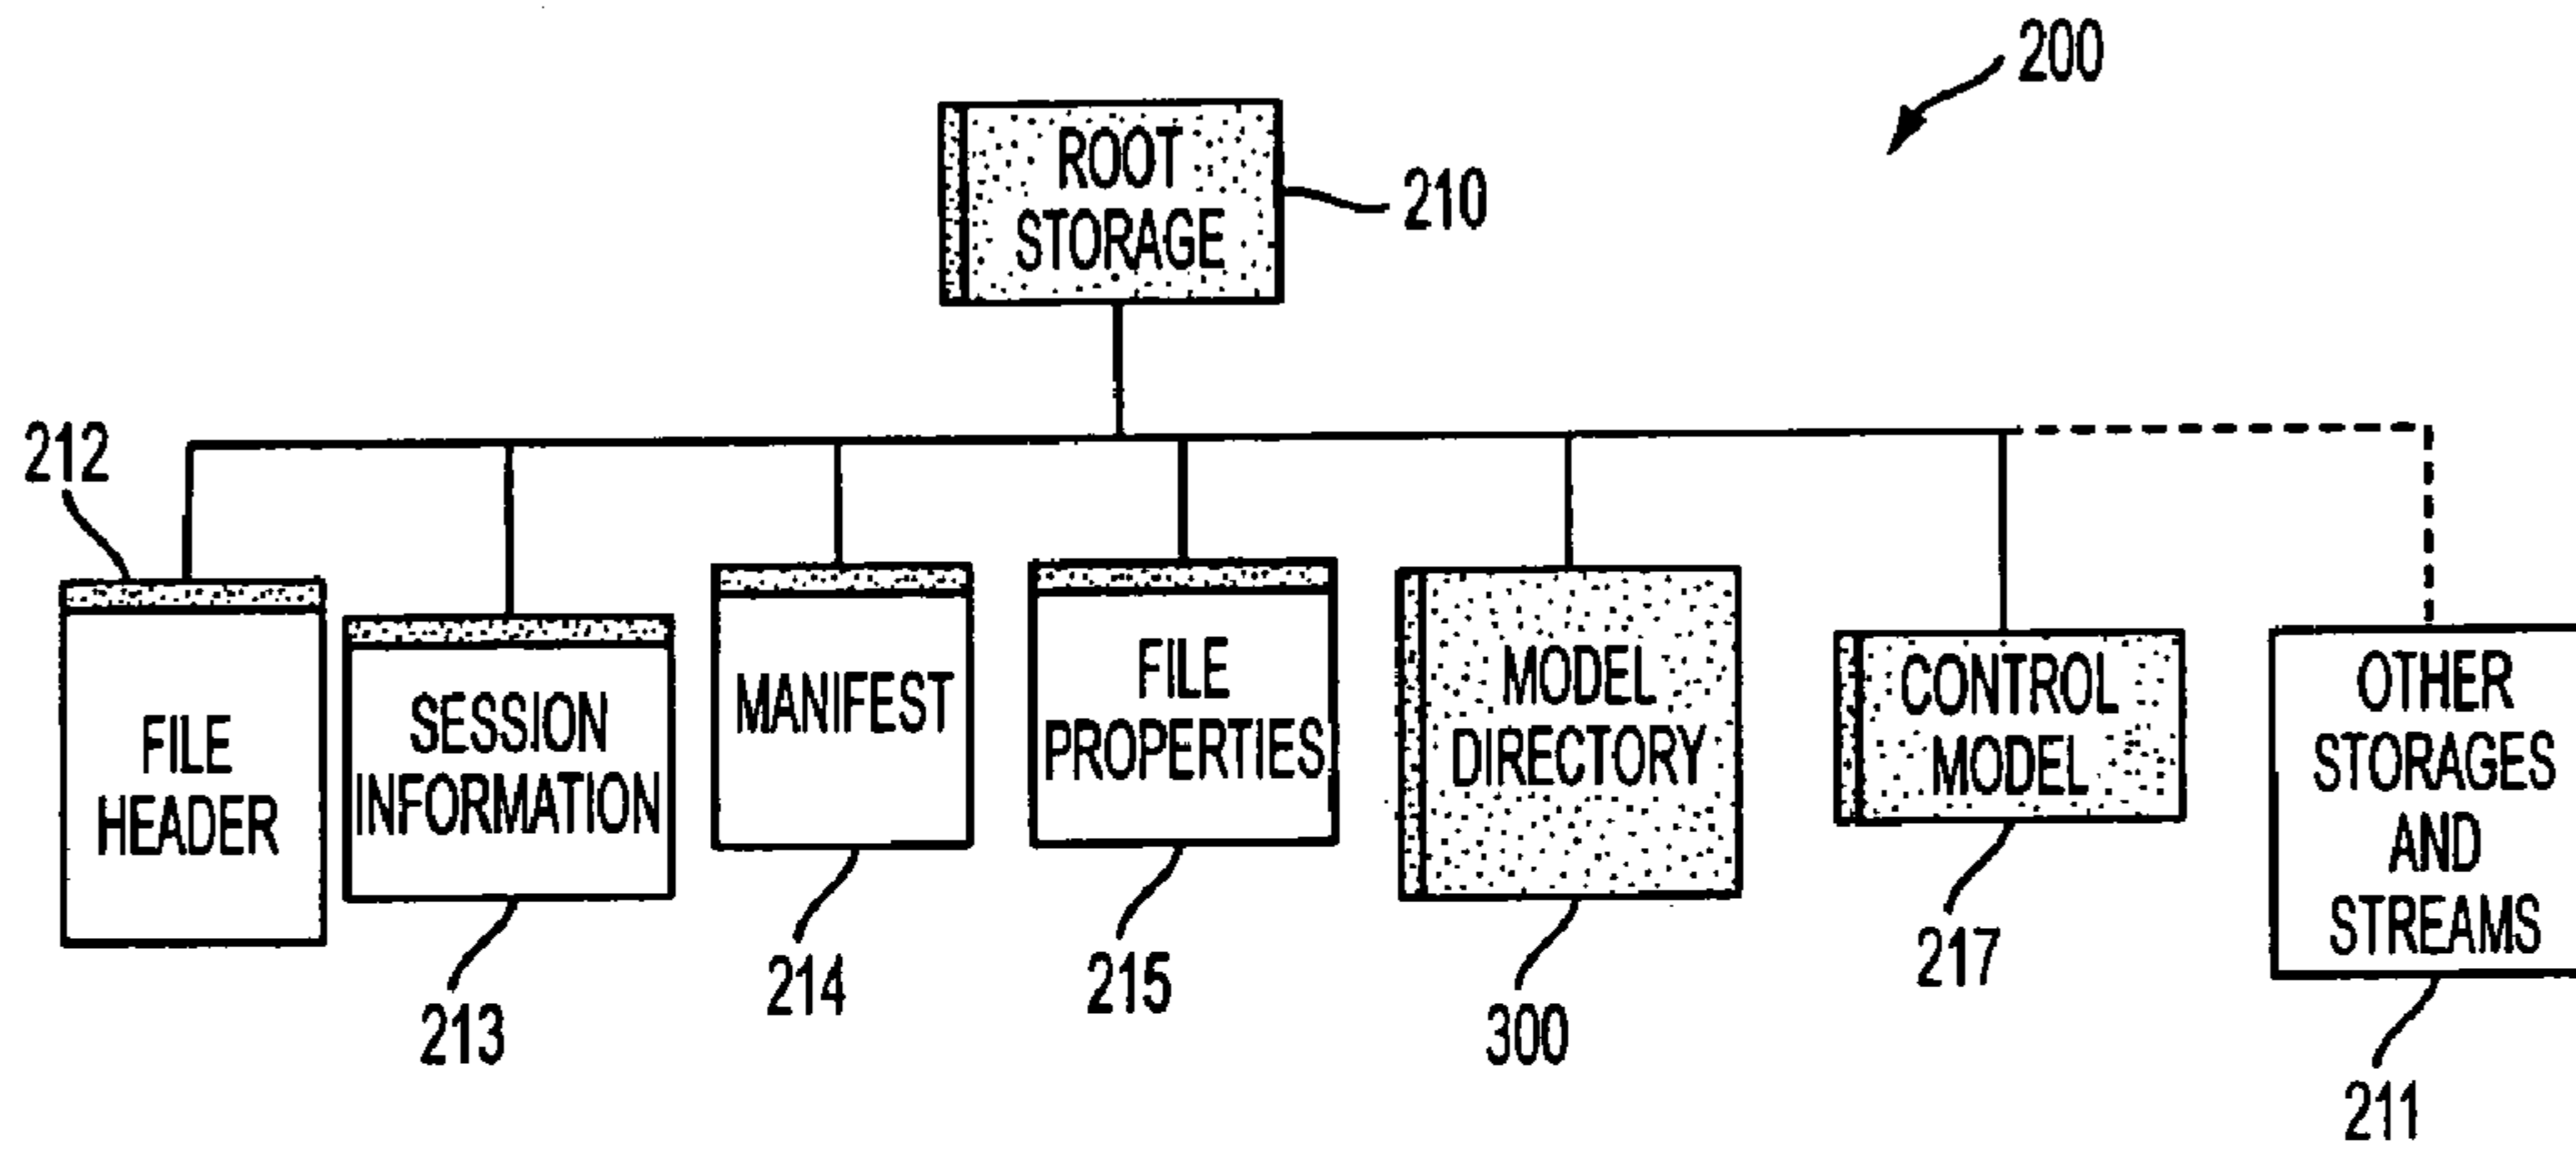 200
ROOT
STORAGE
210
212
FILE
HEADER
SESSION
INFORMATION
213
MANIFEST
214
FILE
PROPERTIES
215
MODEL
DIRECTORY
300
CONTROL
MODEL
217
OTHER
STORAGES
AND
STREAMS
211